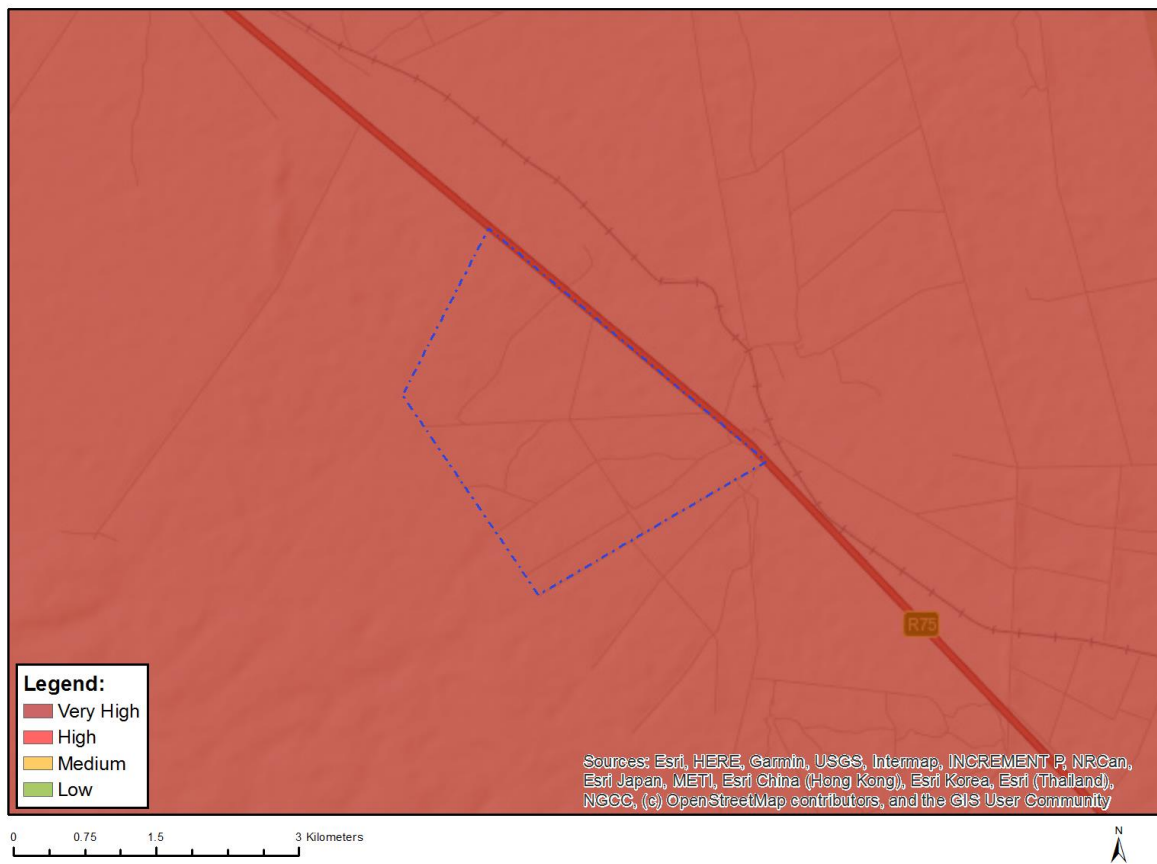 R75
Legend:
Very High
High
Medium
Low
Sources: Esri, HERE, Garmin, USGS, Intermap, INCREMENT P, NRCan,
Esri Japan, METI, Esri China (Hong Kong), Esri Korea, Esri (Thailand),
NGCC, (c) OpenStreetMap contributors, and the GIS User Community
0 0.75 1.5 3 Kilometers
N